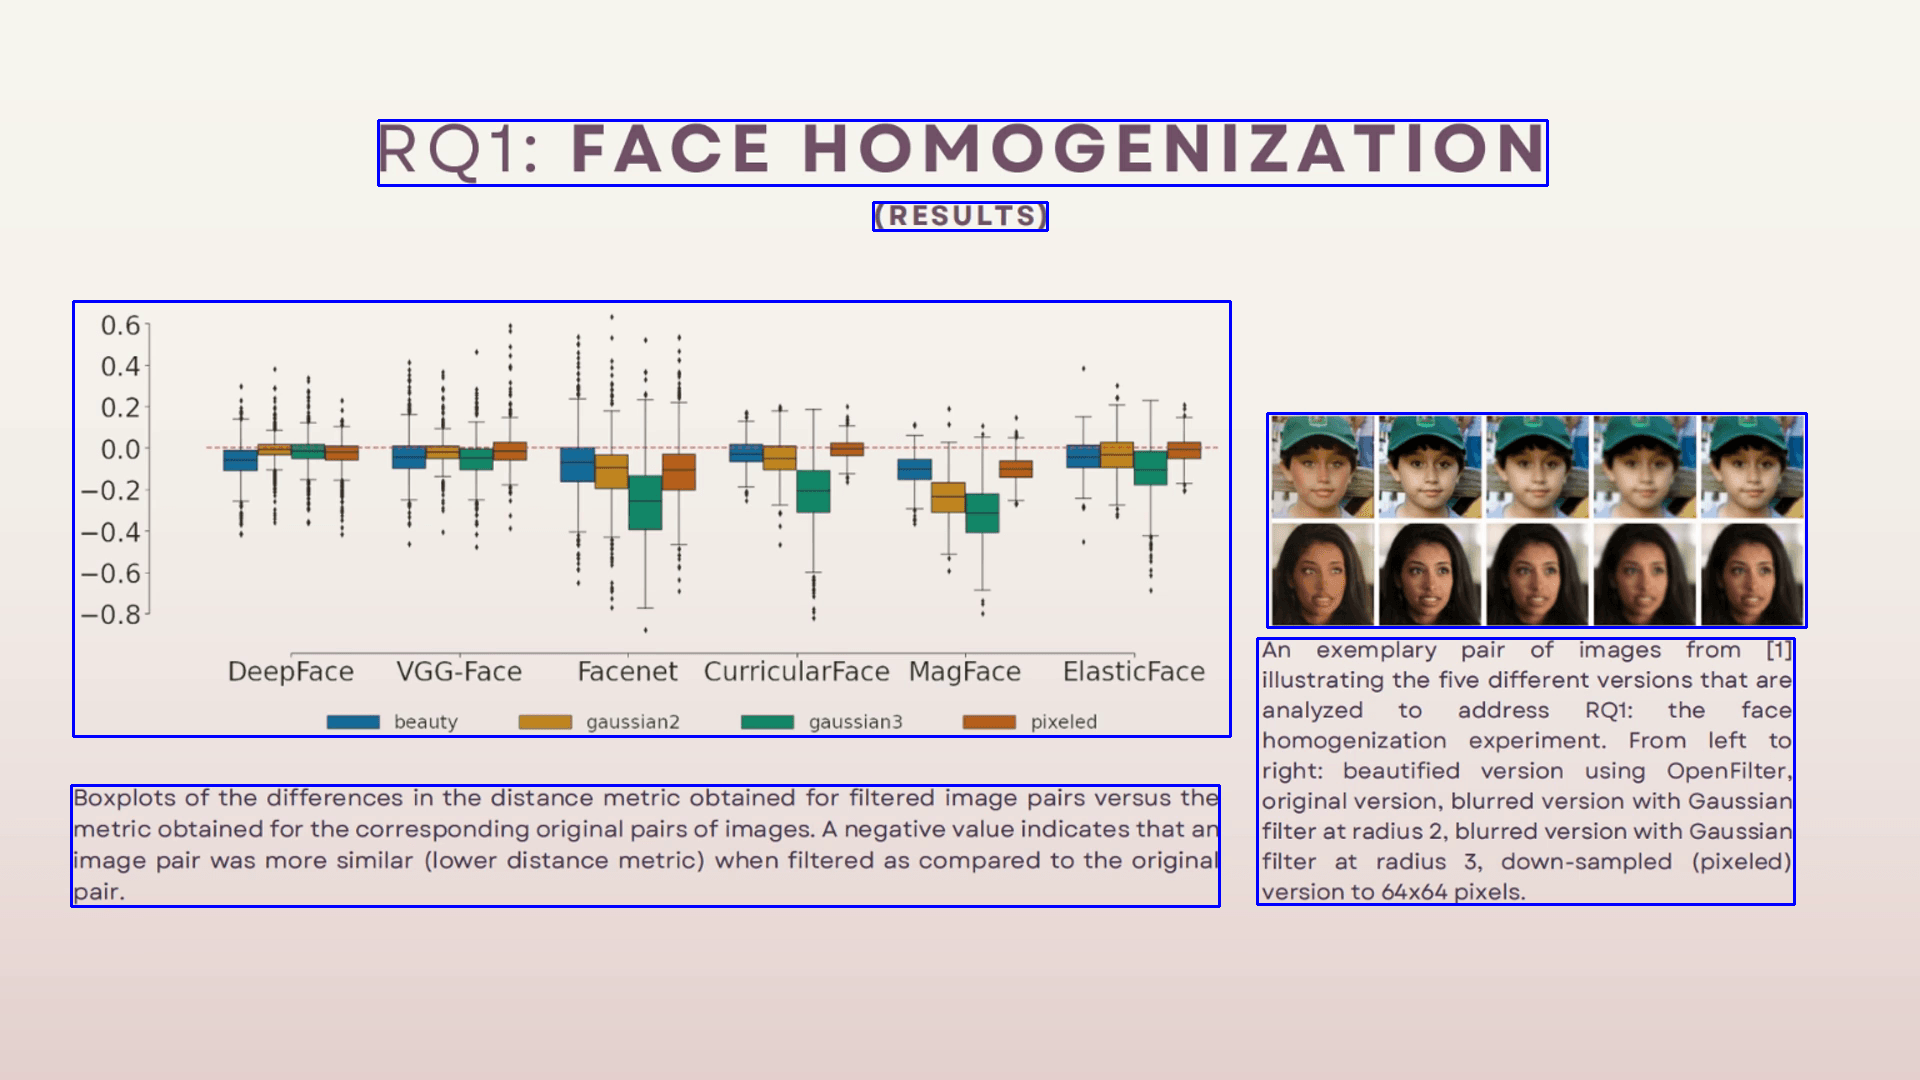 RQ1: FACE HOMOGENIZATION
(RESULTS)
0.6
0.4
0.2
0.0
−0.2
−0.4
−0.6
−0.8
DeepFace VGG-Face Facenet CurricularFace MagFace ElasticFace
beauty gaussian2 gaussian3 pixeled
Boxplots of the differences in the distance metric obtained for filtered image pairs versus the
metric obtained for the corresponding original pairs of images. A negative value indicates that an
image pair was more similar (lower distance metric) when filtered as compared to the original
pair.
An exemplary pair of images from [1]
illustrating the five different versions that are
analyzed to address RQ1: the face
homogenization experiment. From left to
right: beautified version using OpenFilter,
original version, blurred version with Gaussian
filter at radius 2, blurred version with Gaussian
filter at radius 3, down-sampled (pixeled)
version to 64x64 pixels.